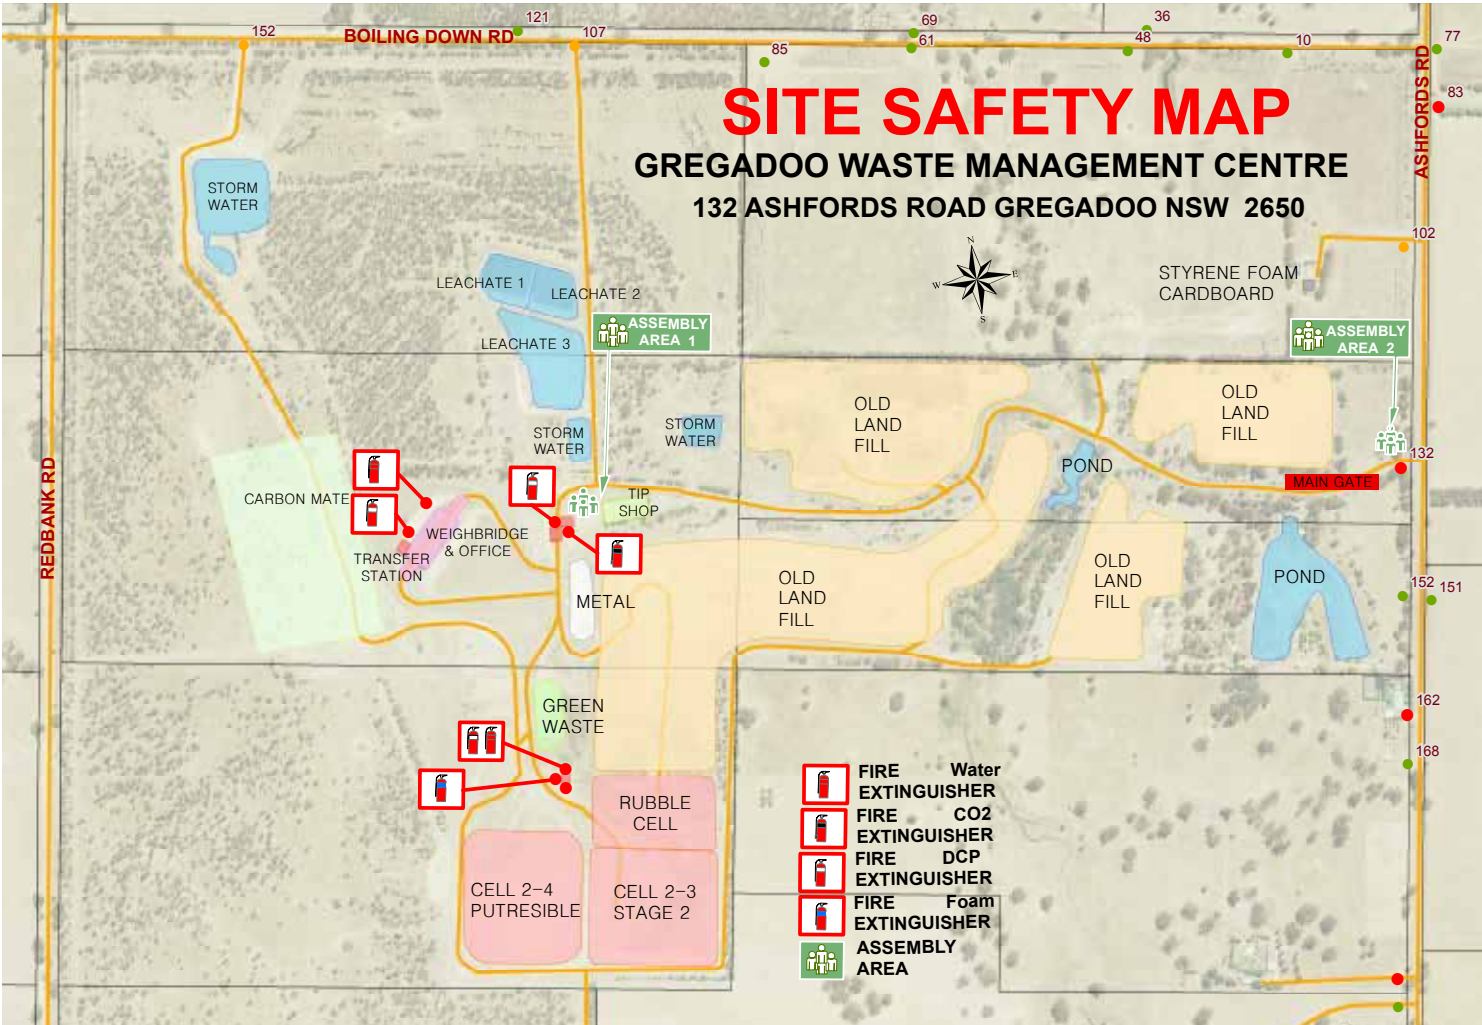 121
152
BOILING DOWN RD
107
69
61
36
48
10
85
77
83
ASHFORDS RD
SITE SAFETY MAP
GREGADOO WASTE MANAGEMENT CENTRE
132 ASHFORDS ROAD GREGADOO NSW 2650
STORM
WATER
N
E
W
S
102
STYRENE FOAM
CARDBOARD
LEACHATE 1
LEACHATE 2
LEACHATE 3
ASSEMBLY
AREA 1
ASSEMBLY
AREA 2
OLD
LAND
FILL
OLD
LAND
FILL
STORM
WATER
STORM
WATER
132
MAIN GATE
POND
REDBANK RD
CARBON MATE
TIP
SHOP
WEIGHBRIDGE
& OFFICE
TRANSFER
STATION
METAL
OLD
LAND
FILL
OLD
LAND
FILL
POND
152
151
162
168
GREEN
WASTE
RUBBLE
CELL
CELL 2-4
PUTRESIBLE
CELL 2-3
STAGE 2
FIRE Water
EXTINGUISHER
FIRE CO2
EXTINGUISHER
FIRE DCP
EXTINGUISHER
FIRE Foam
EXTINGUISHER
ASSEMBLY
AREA